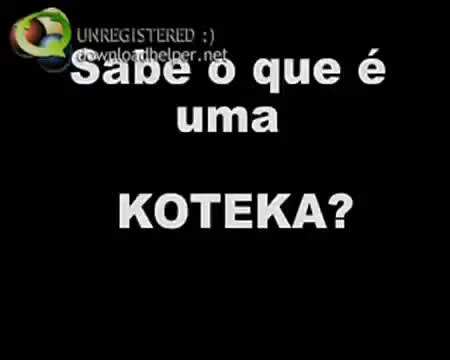 UNREGISTERED :)
downloadhelper.net
Sabe o que é
uma
KOTEKA?